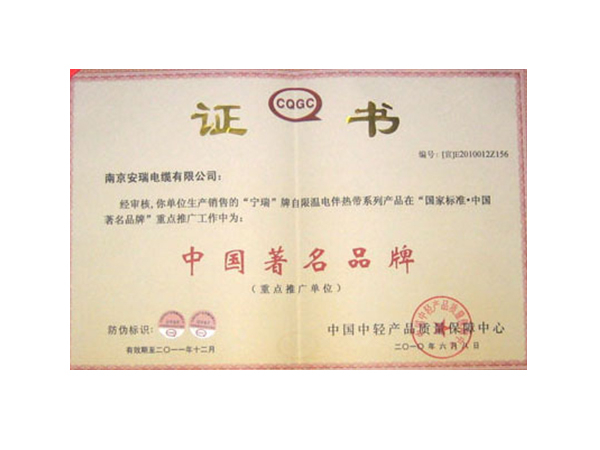 证 CQGC 书
编号：[宣]E2010012Z156
南京安瑞电缆有限公司：
经审核,你单位生产销售的“宁瑞”牌自限温电伴热带系列产品在“国家标准•中国
著名品牌”重点推广工作中为：
中国著名品牌
（重点推广单位）
防伪标识： CQGC CQGC
中国中轻产品质量保障中心
有效期至二〇一一年十二月
二〇一〇年六月八日